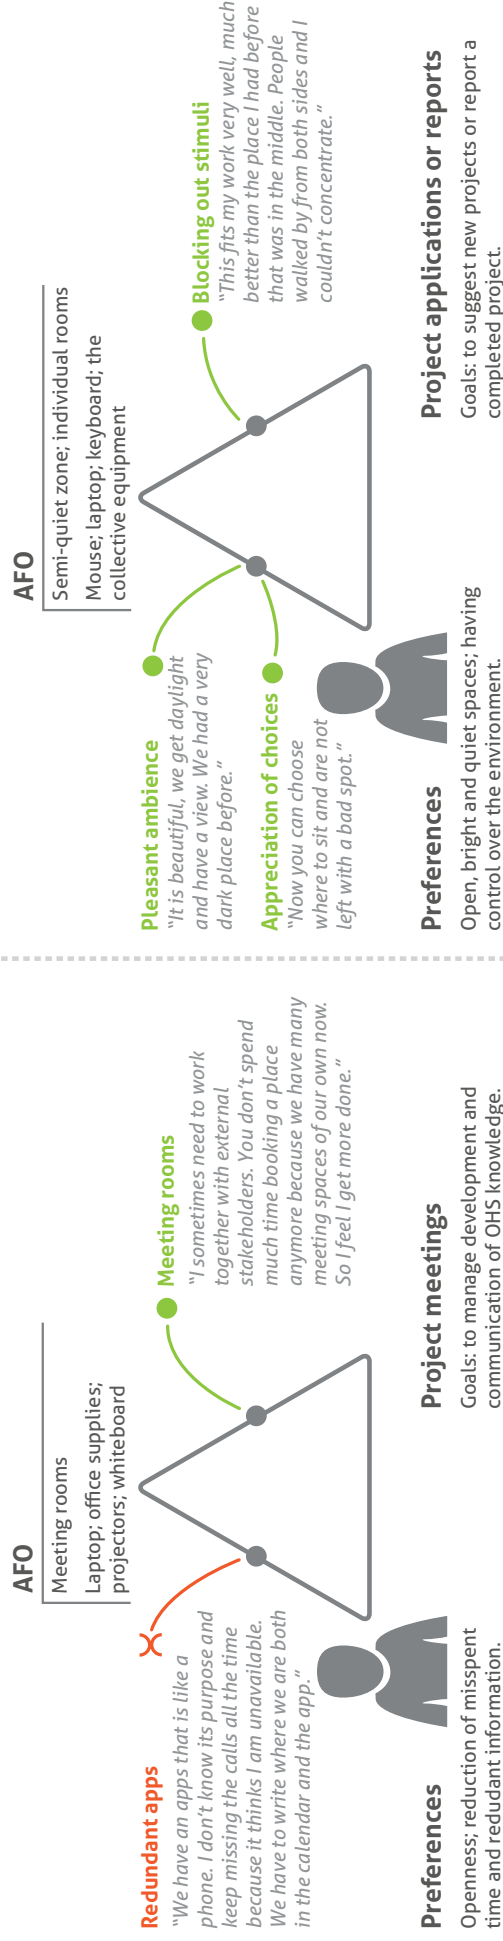 AFO
Meeting rooms
Laptop; office supplies;
projectors; whiteboard
Redundant apps
“We have an apps that is like a
phone. I don’t know its purpose and
keep missing the calls all the time
because it thinks I am unavailable.
We have to write where we are both
in the calendar and the app.”
Meeting rooms
“I sometimes need to work
together with external
stakeholders. You don’t spend
much time booking a place
anymore because we have many
meeting spaces of our own now.
So I feel I get more done.”
Preferences
Openness; reduction of misspent
time and redudant information.
Project meetings
Goals: to manage development and
communication of OHS knowledge.
AFO
Semi-quiet zone; individual rooms
Mouse; laptop; keyboard; the
collective equipment
Pleasant ambience
“It is beautiful, we get daylight
and have a view. We had a very
dark place before.”
Appreciation of choices
“Now you can choose
where to sit and are not
left with a bad spot.”
Blocking out stimuli
“This fits my work very well, much
better than the place I had before
that was in the middle. People
walked by from both sides and I
couldn’t concentrate.”
Preferences
Open, bright and quiet spaces; having
control over the environment.
Project applications or reports
Goals: to suggest new projects or report a
completed project.